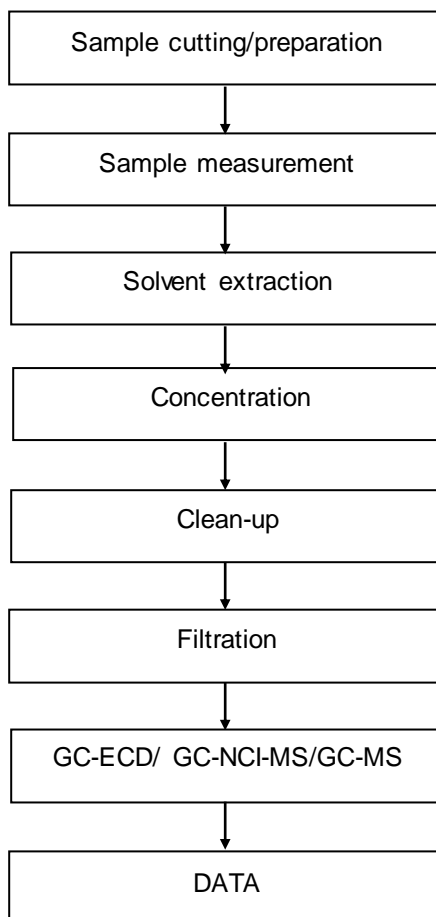 Sample cutting/preparation
Sample measurement
Solvent extraction
Concentration
Clean-up
Filtration
GC-ECD/ GC-NCI-MS/GC-MS
DATA